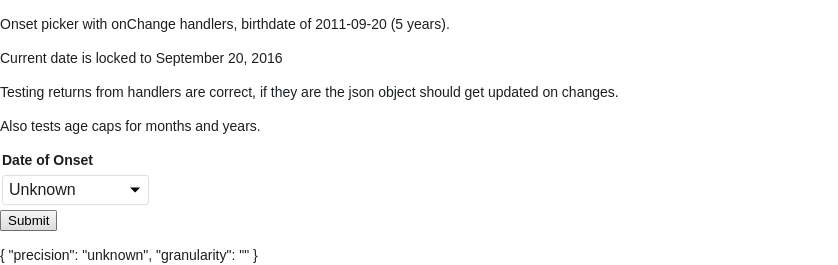 Onset picker with onChange handlers, birthdate of 2011-09-20 (5 years).
Current date is locked to September 20, 2016
Testing returns from handlers are correct, if they are the json object should get updated on changes.
Also tests age caps for months and years.
Date of Onset
Unknown
Submit
{ "precision": "unknown", "granularity": "" }